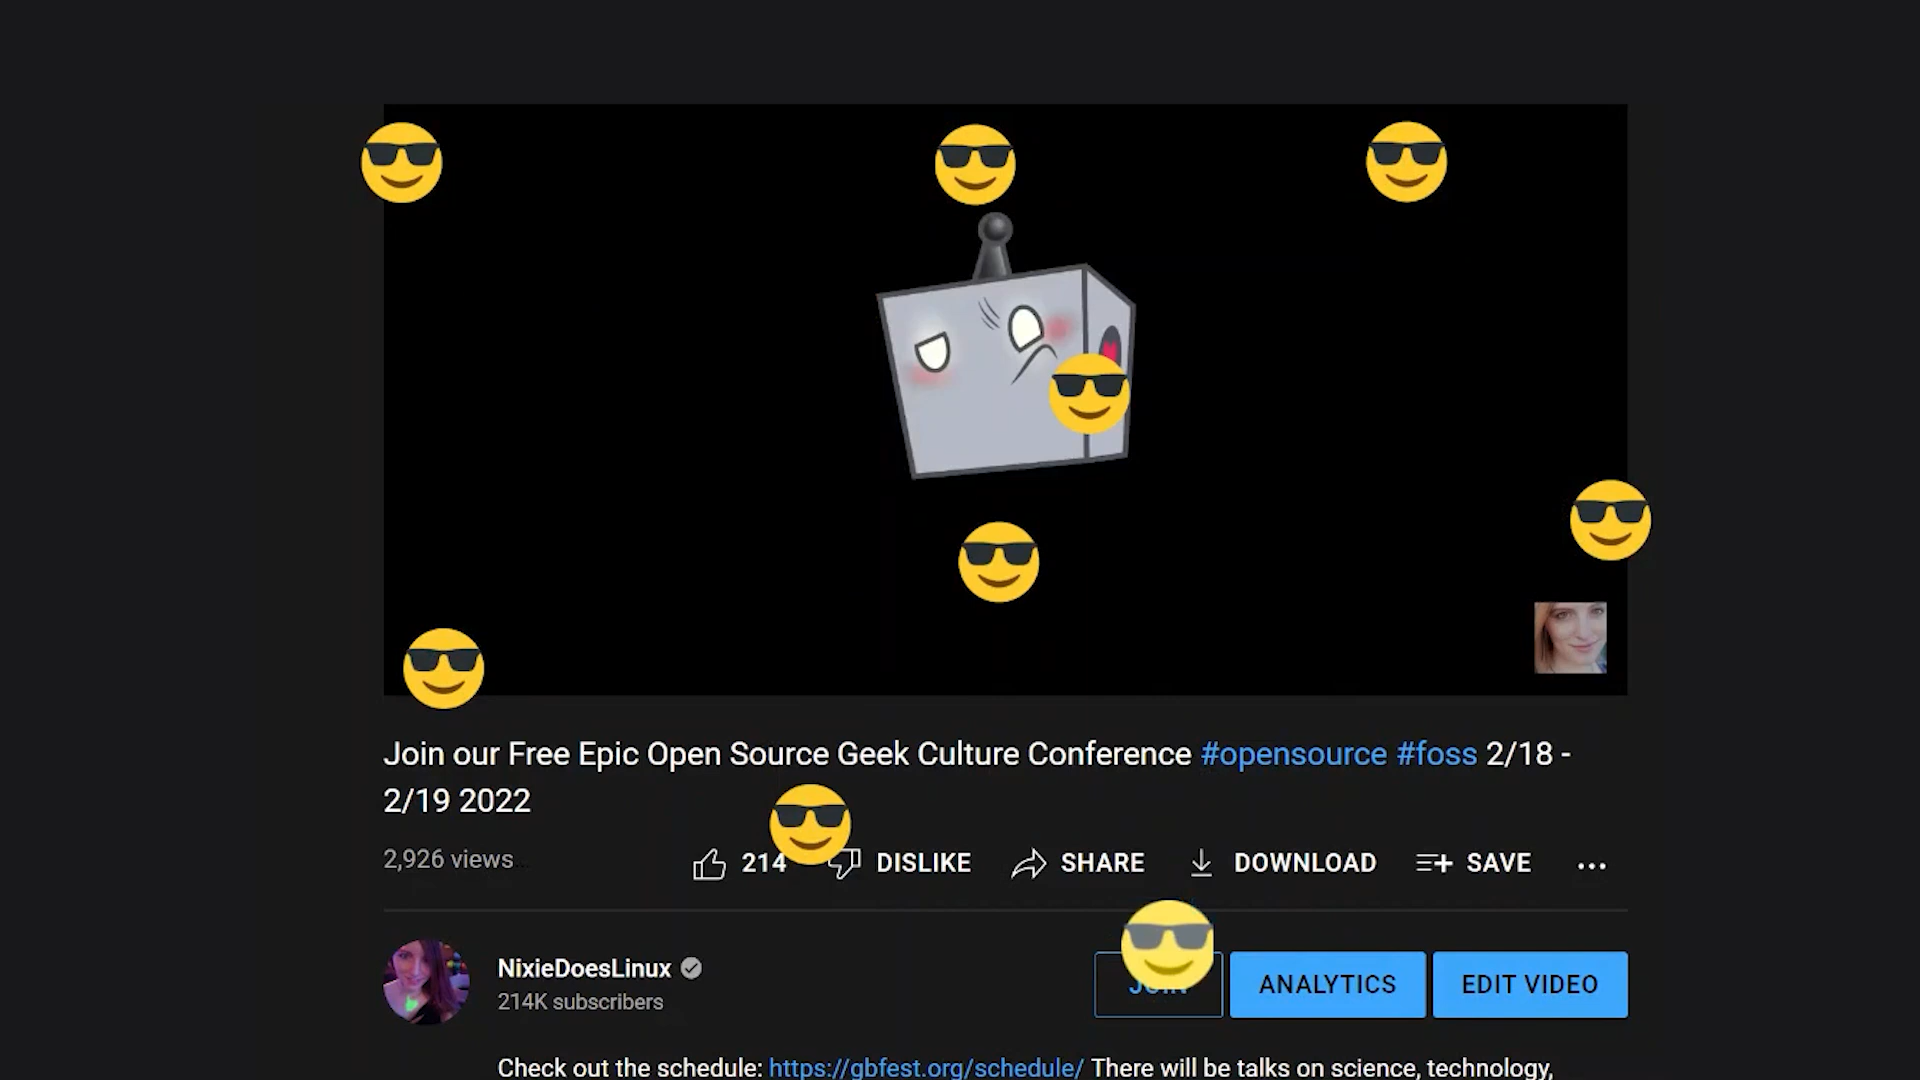 Join our Free Epic Open Source Geek Culture Conference #opensource #foss 2/18 -
2/19 2022
2,926 views
214 DISLIKE SHARE DOWNLOAD SAVE ...
NixieDoesLinux
214K subscribers
JOIN ANALYTICS EDIT VIDEO
Check out the schedule: https://gbfest.org/schedule/ There will be talks on science, technology,